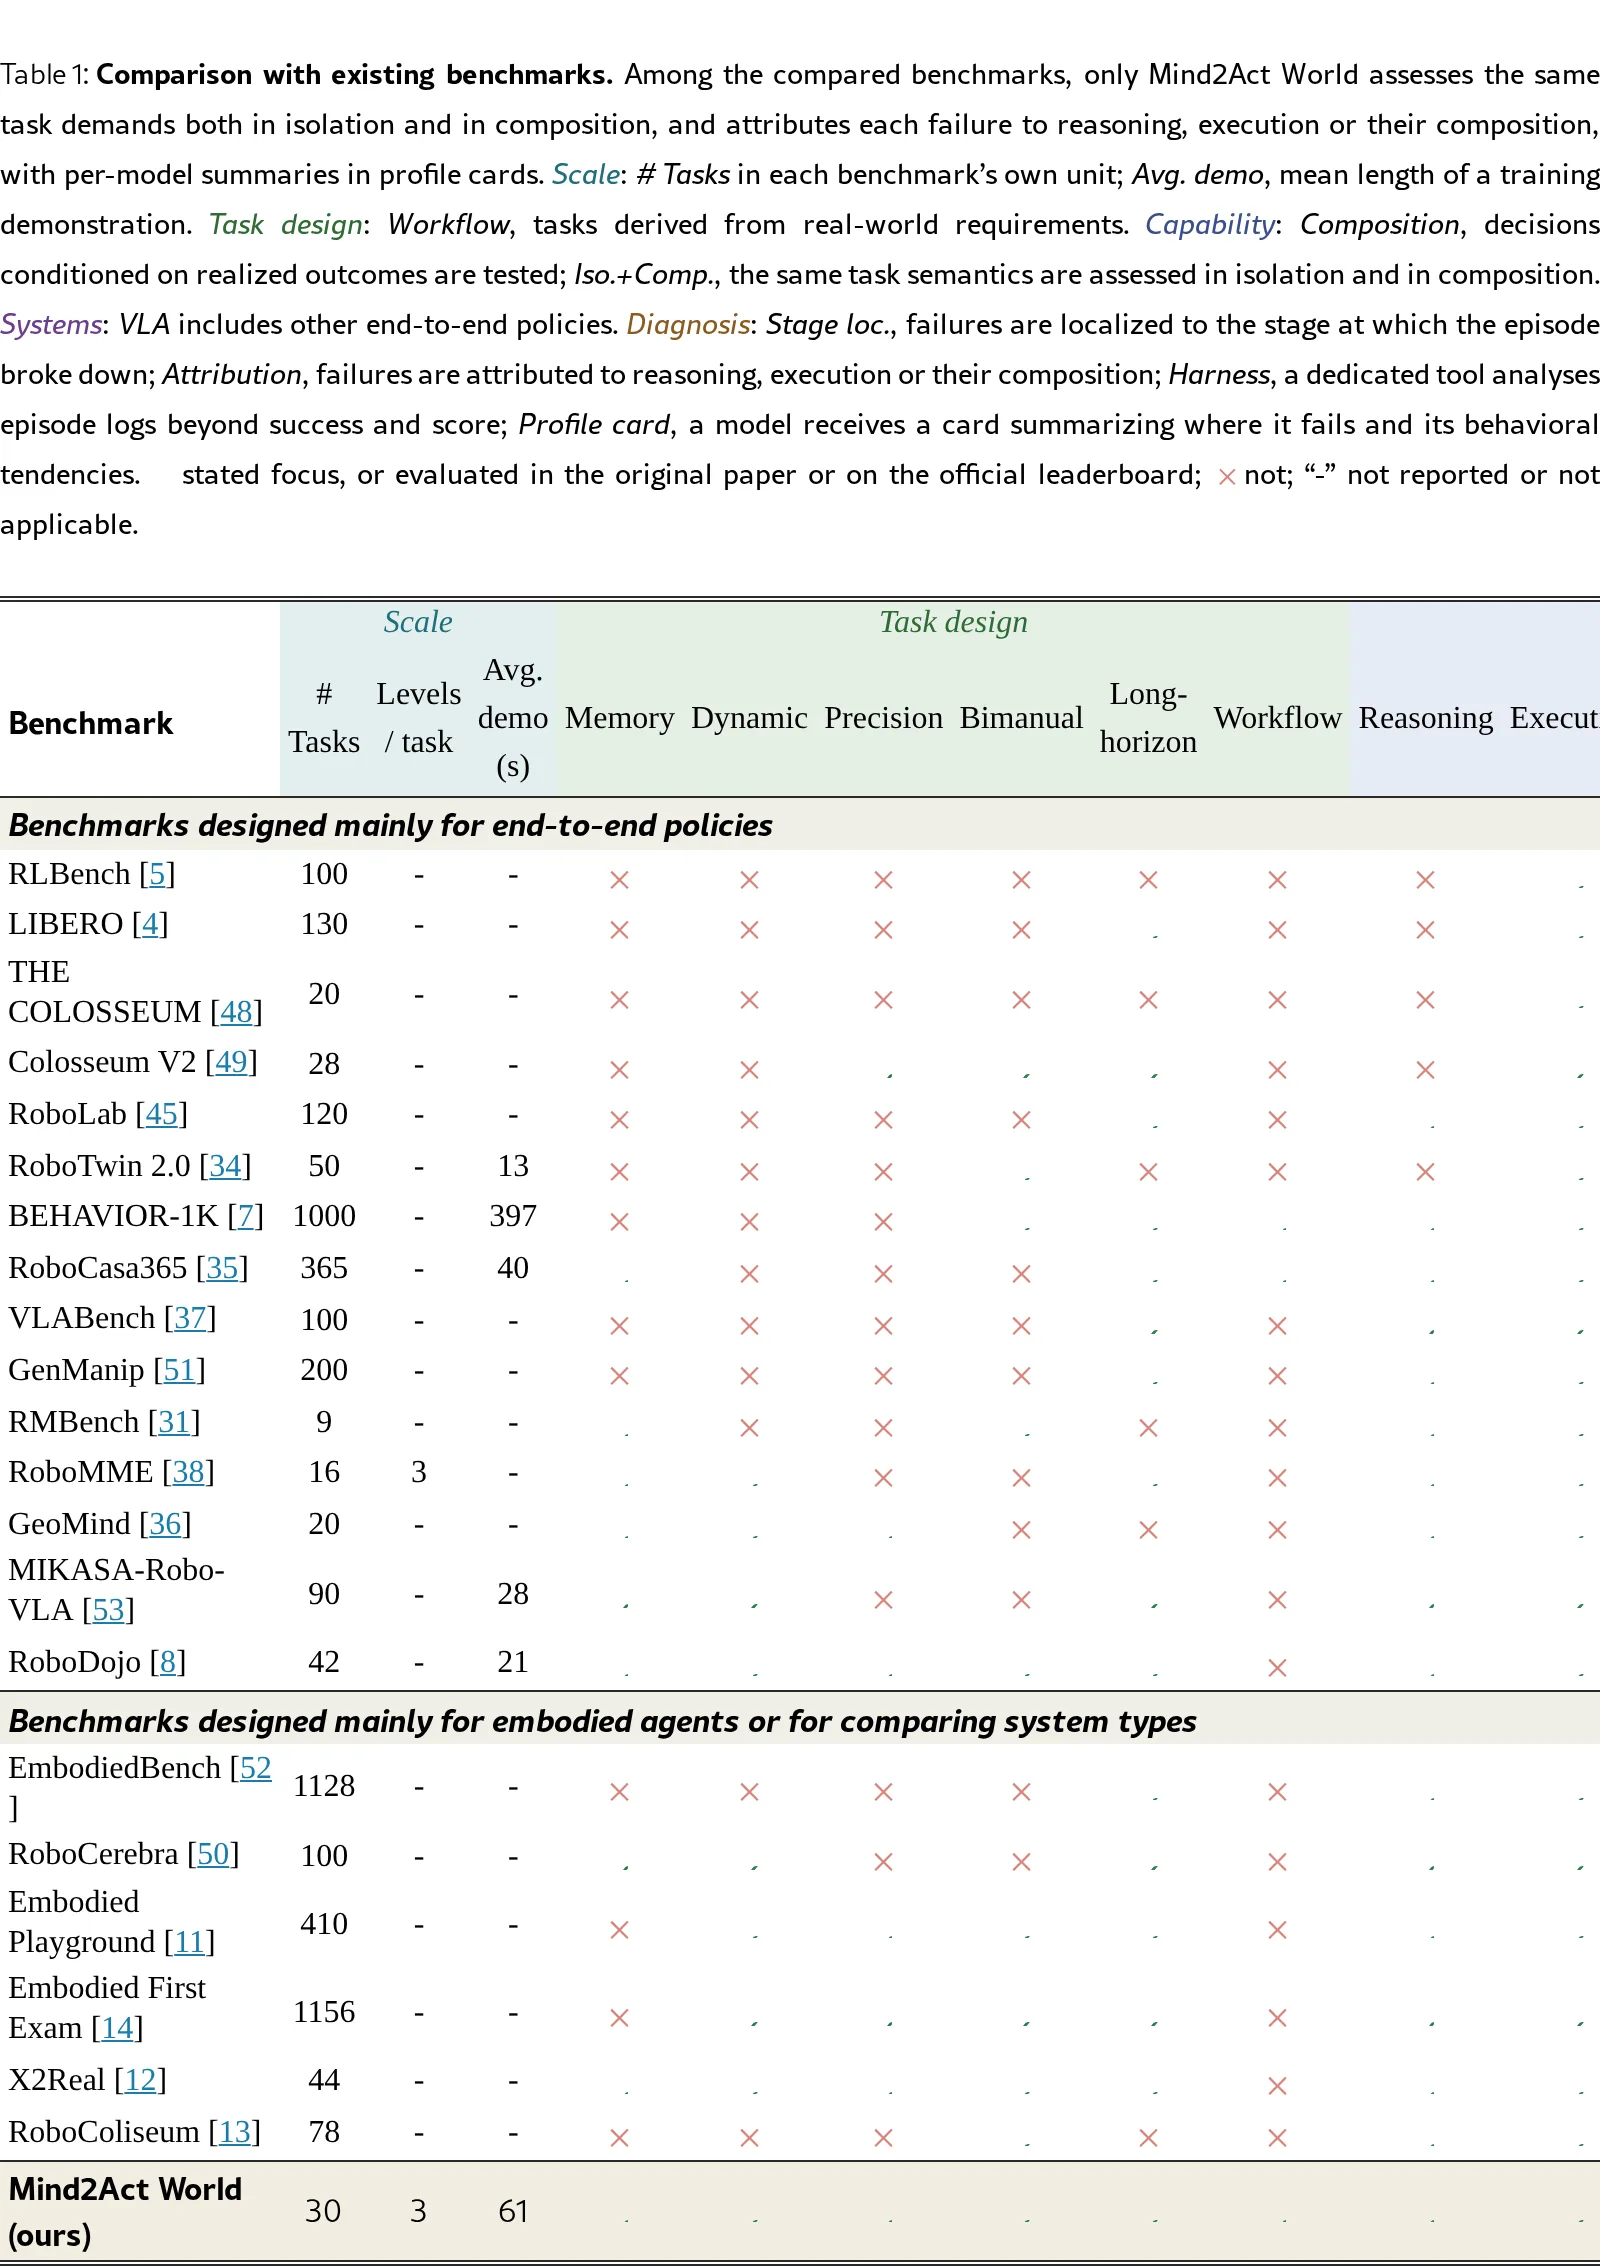 Table 1: Comparison with existing benchmarks. Among the compared benchmarks, only Mind2Act World assesses the same
task demands both in isolation and in composition, and attributes each failure to reasoning, execution or their composition,
with per-model summaries in profile cards. Scale: # Tasks in each benchmark’s own unit; Avg. demo, mean length of a training
demonstration. Task design: Workflow, tasks derived from real-world requirements. Capability: Composition, decisions
conditioned on realized outcomes are tested; Iso.+Comp., the same task semantics are assessed in isolation and in composition.
Systems: VLA includes other end-to-end policies. Diagnosis: Stage loc., failures are localized to the stage at which the episode
broke down; Attribution, failures are attributed to reasoning, execution or their composition; Harness, a dedicated tool analyses
episode logs beyond success and score; Profile card, a model receives a card summarizing where it fails and its behavioral
tendencies. stated focus, or evaluated in the original paper or on the official leaderboard; × not; “-” not reported or not
applicable.
Scale Task design
Benchmark # Tasks Levels / task Avg. demo (s) Memory Dynamic Precision Bimanual Long-horizon Workflow Reasoning Executi
Benchmarks designed mainly for end-to-end policies
RLBench [5] 100 - - × × × × × × ×
LIBERO [4] 130 - - × × × × × ×
THE
COLOSSEUM [48] 20 - - × × × × × × ×
Colosseum V2 [49] 28 - - × × × ×
RoboLab [45] 120 - - × × × × ×
RoboTwin 2.0 [34] 50 - 13 × × × × × ×
BEHAVIOR-1K [7] 1000 - 397 × × ×
RoboCasa365 [35] 365 - 40 × × ×
VLABench [37] 100 - - × × × × ×
GenManip [51] 200 - - × × × × ×
RMBench [31] 9 - - × × × ×
RoboMME [38] 16 3 - × × ×
GeoMind [36] 20 - - × × ×
MIKASA-Robo-
VLA [53] 90 - 28 × × ×
RoboDojo [8] 42 - 21 ×
Benchmarks designed mainly for embodied agents or for comparing system types
EmbodiedBench [52
] 1128 - - × × × × ×
RoboCerebra [50] 100 - - × × ×
Embodied
Playground [11] 410 - - × ×
Embodied First
Exam [14] 1156 - - × ×
X2Real [12] 44 - - ×
RoboColiseum [13] 78 - - × × × × ×
Mind2Act World
(ours) 30 3 61